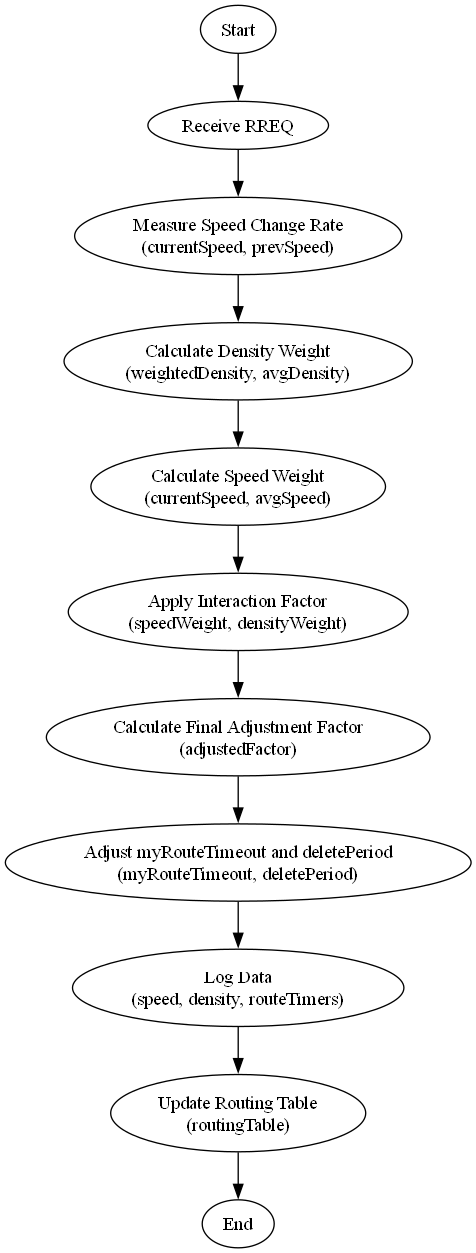 Start
Receive RREQ
Measure Speed Change Rate
(currentSpeed, prevSpeed)
Calculate Density Weight
(weightedDensity, avgDensity)
Calculate Speed Weight
(currentSpeed, avgSpeed)
Apply Interaction Factor
(speedWeight, densityWeight)
Calculate Final Adjustment Factor
(adjustedFactor)
Adjust myRouteTimeout and deletePeriod
(myRouteTimeout, deletePeriod)
Log Data
(speed, density, routeTimers)
Update Routing Table
(routingTable)
End